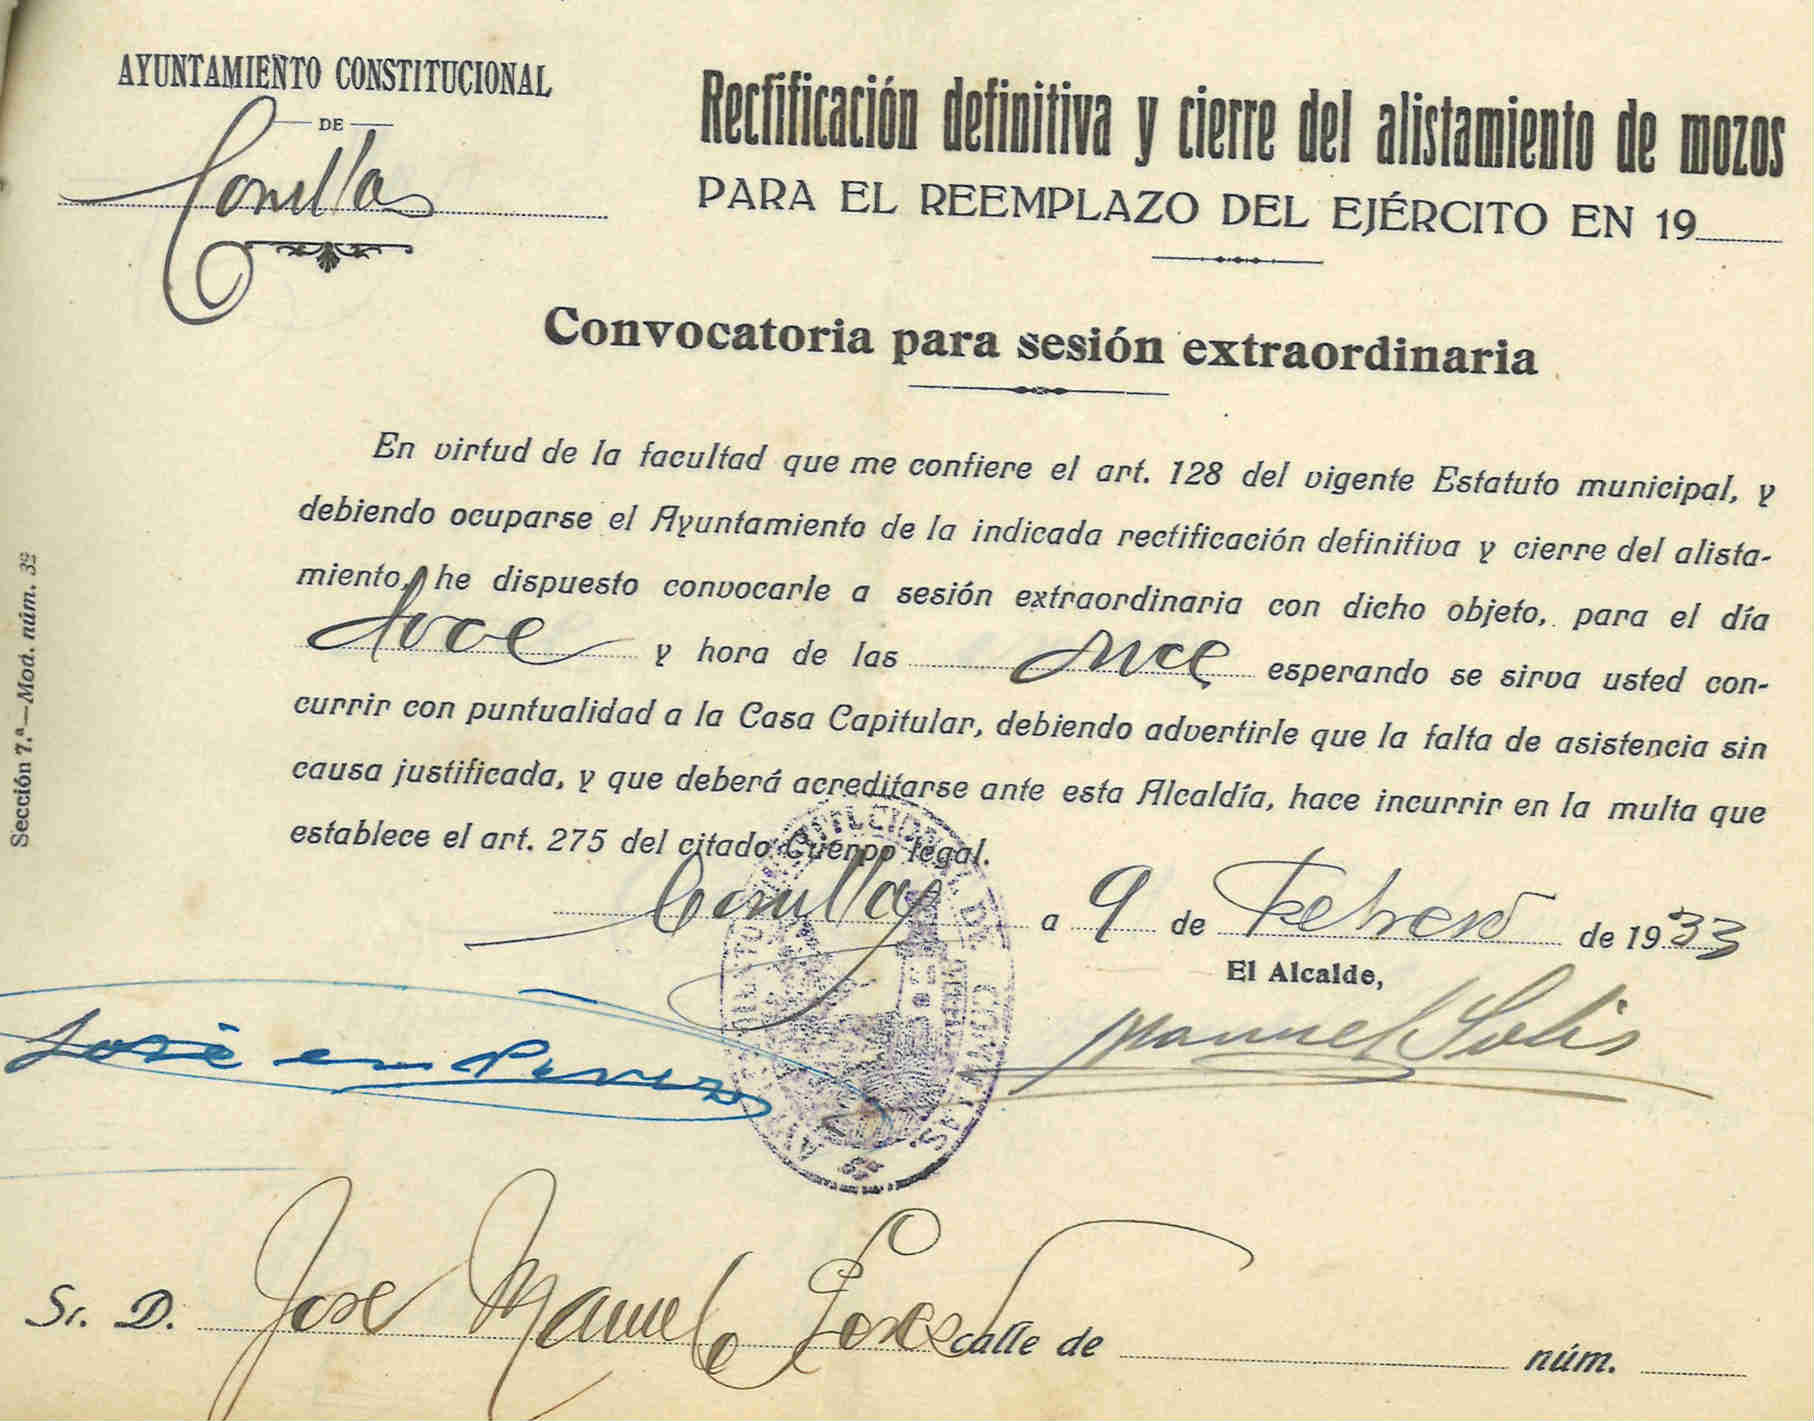 AYUNTAMIENTO CONSTITUCIONAL
DE
Comillas
Rectificación definitiva y cierre del alistamiento de mozos
PARA EL REEMPLAZO DEL EJÉRCITO EN 19
Convocatoria para sesión extraordinaria
En virtud de la facultad que me confiere el art. 128 del vigente Estatuto municipal, y
debiendo ocuparse el Ayuntamiento de la indicada rectificación definitiva y cierre del alista-
miento, he dispuesto convocarle a sesión extraordinaria con dicho objeto, para el día
doce y hora de las once esperando se sirva usted con-
currir con puntualidad a la Casa Capitular, debiendo advertirle que la falta de asistencia sin
causa justificada, y que deberá acreditarse ante esta Alcaldía, hace incurrir en la multa que
establece el art. 275 del citado Cuerpo legal.
Comillas a 9 de Febrero de 1933
El Alcalde,
Manuel Solis
José
Sr. D. Jose Manuel calle de núm.
Sección 7.ª—Mod. núm. 32